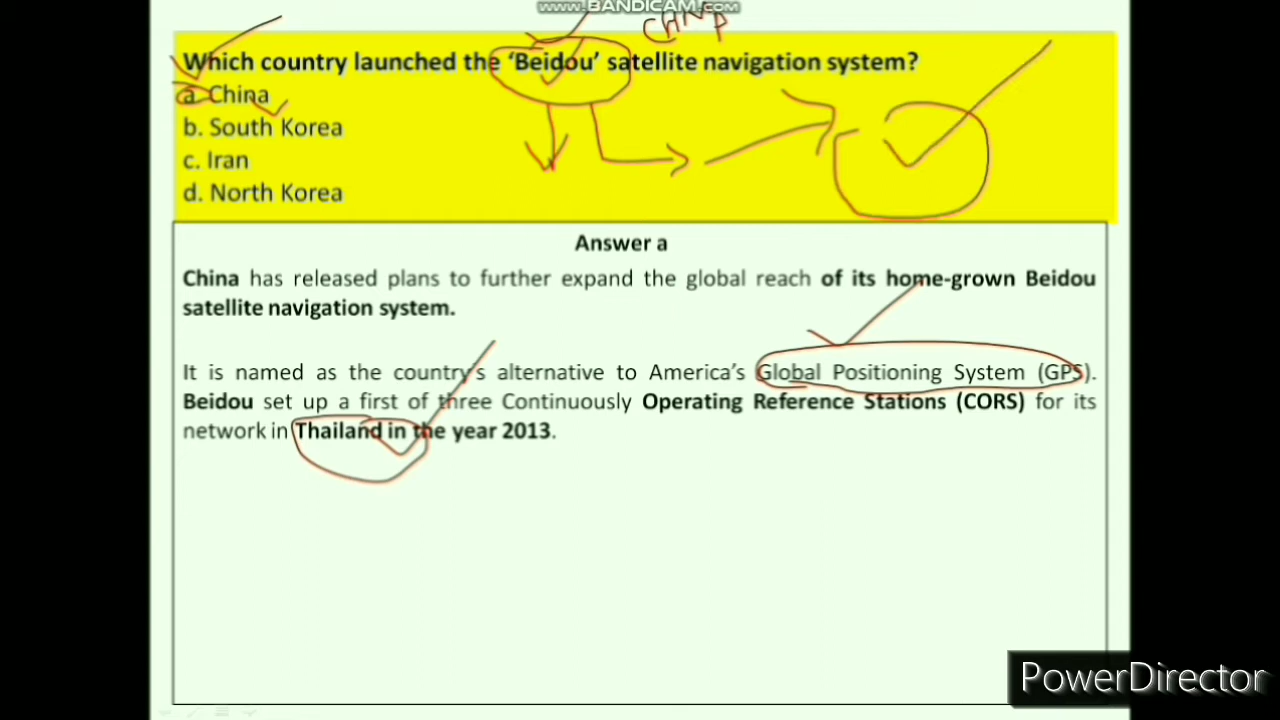 www.BANDICAM.com
CHINA
Which country launched the ‘Beidou’ satellite navigation system?
a China
b. South Korea
c. Iran
d. North Korea
Answer a
China has released plans to further expand the global reach of its home-grown Beidou
satellite navigation system.
It is named as the country’s alternative to America’s Global Positioning System (GPS).
Beidou set up a first of three Continuously Operating Reference Stations (CORS) for its
network in Thailand in the year 2013.
PowerDirector